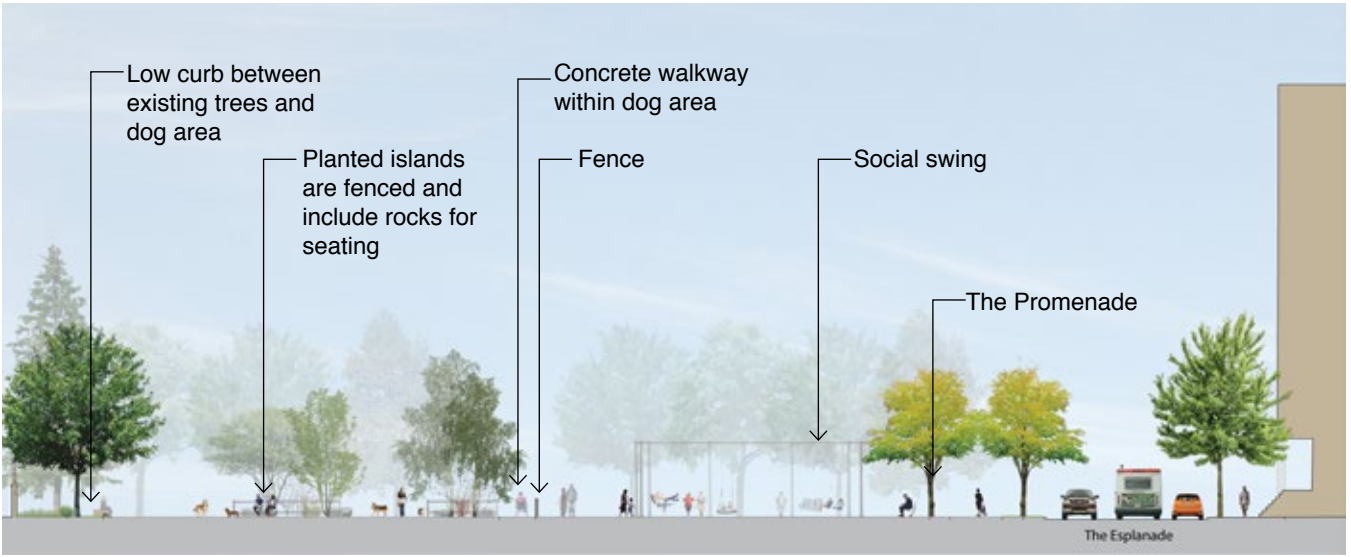 Low curb between
existing trees and
dog area
Planted islands
are fenced and
include rocks for
seating
Concrete walkway
within dog area
Fence
Social swing
The Promenade
The Esplanade